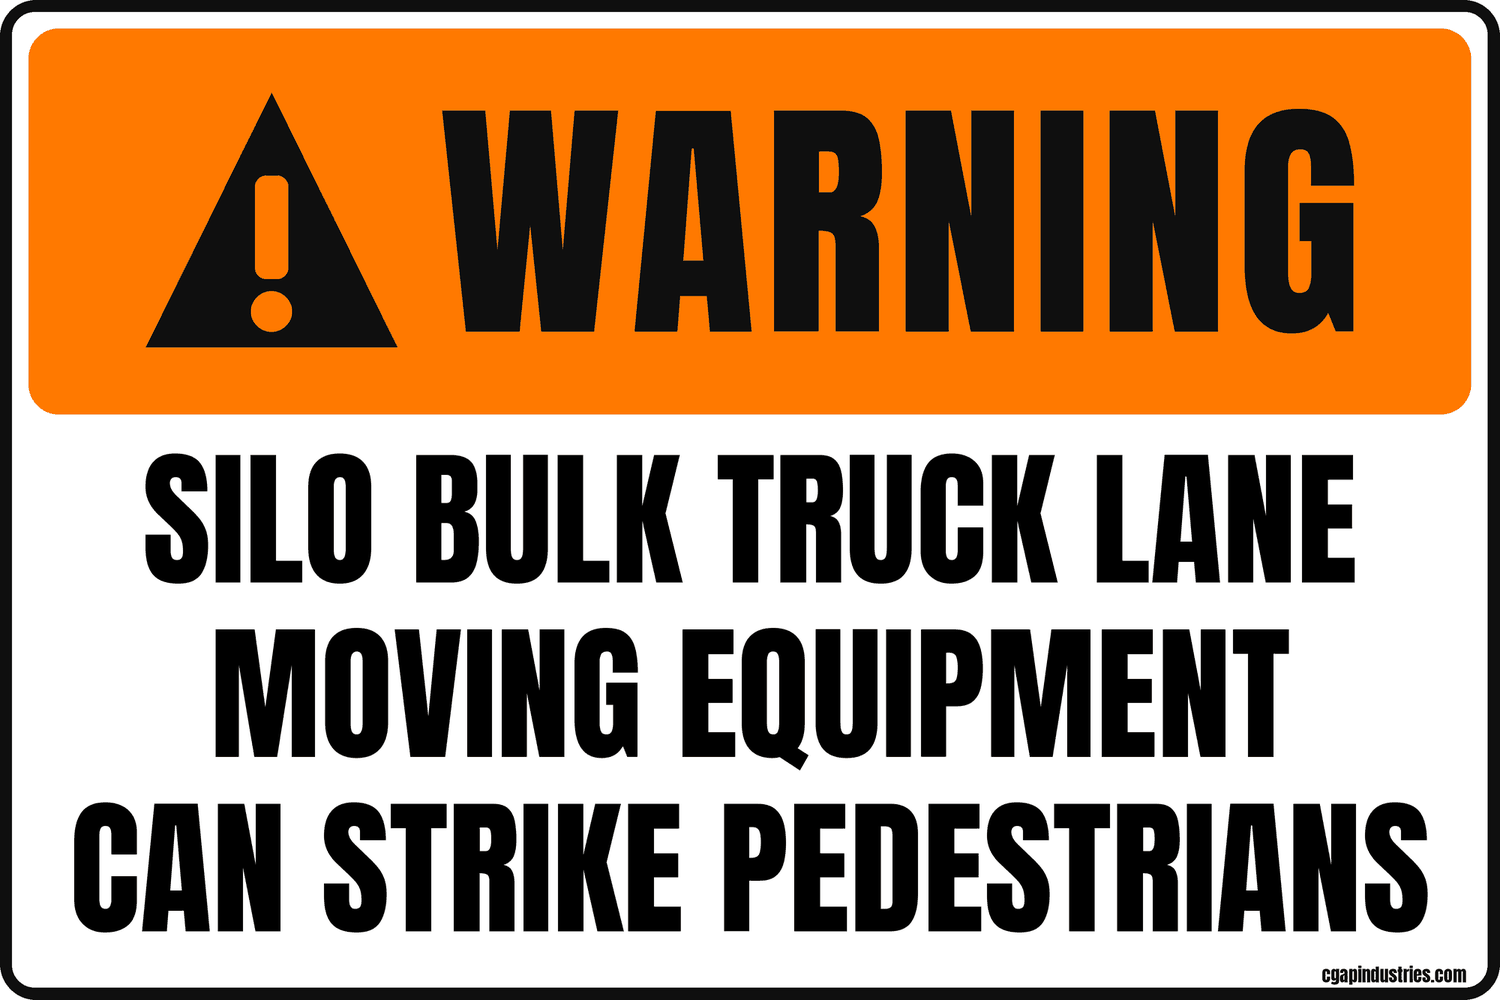 WARNING
SILO BULK TRUCK LANE
MOVING EQUIPMENT
CAN STRIKE PEDESTRIANS
cgapindustries.com